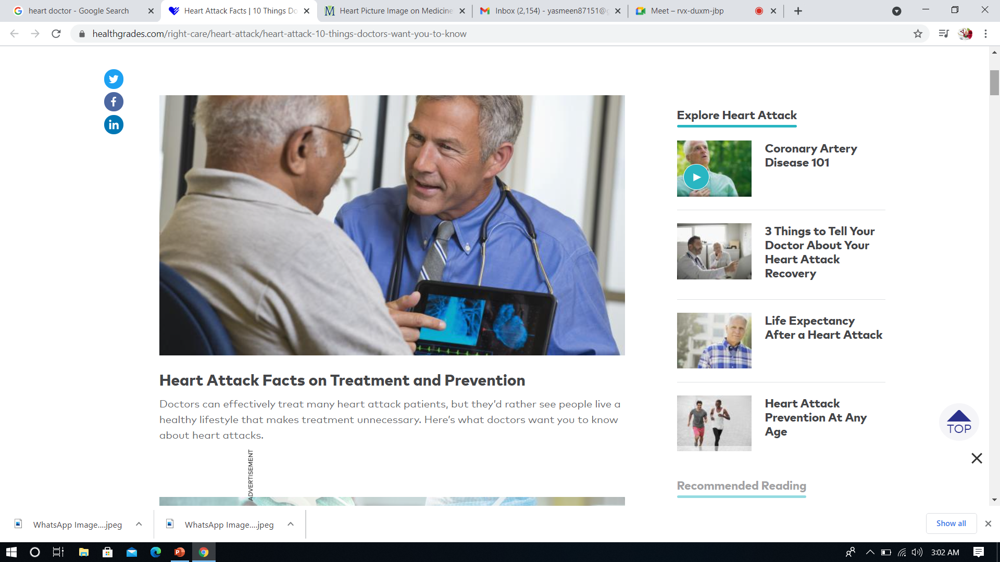 heart doctor - Google Search
Heart Attack Facts | 10 Things Do
Heart Picture Image on Medicine
Inbox (2,154) - yasmeen87151@g
Meet – rvx-duxm-jbp
healthgrades.com/right-care/heart-attack/heart-attack-10-things-doctors-want-you-to-know
Explore Heart Attack
Coronary Artery
Disease 101
3 Things to Tell Your
Doctor About Your
Heart Attack
Recovery
Life Expectancy
After a Heart Attack
Heart Attack
Prevention At Any
Age
TOP
Recommended Reading
Heart Attack Facts on Treatment and Prevention
Doctors can effectively treat many heart attack patients, but they'd rather see people live a
healthy lifestyle that makes treatment unnecessary. Here's what doctors want you to know
about heart attacks.
ADVERTISEMENT
WhatsApp Image....jpeg
WhatsApp Image....jpeg
Show all
3:02 AM